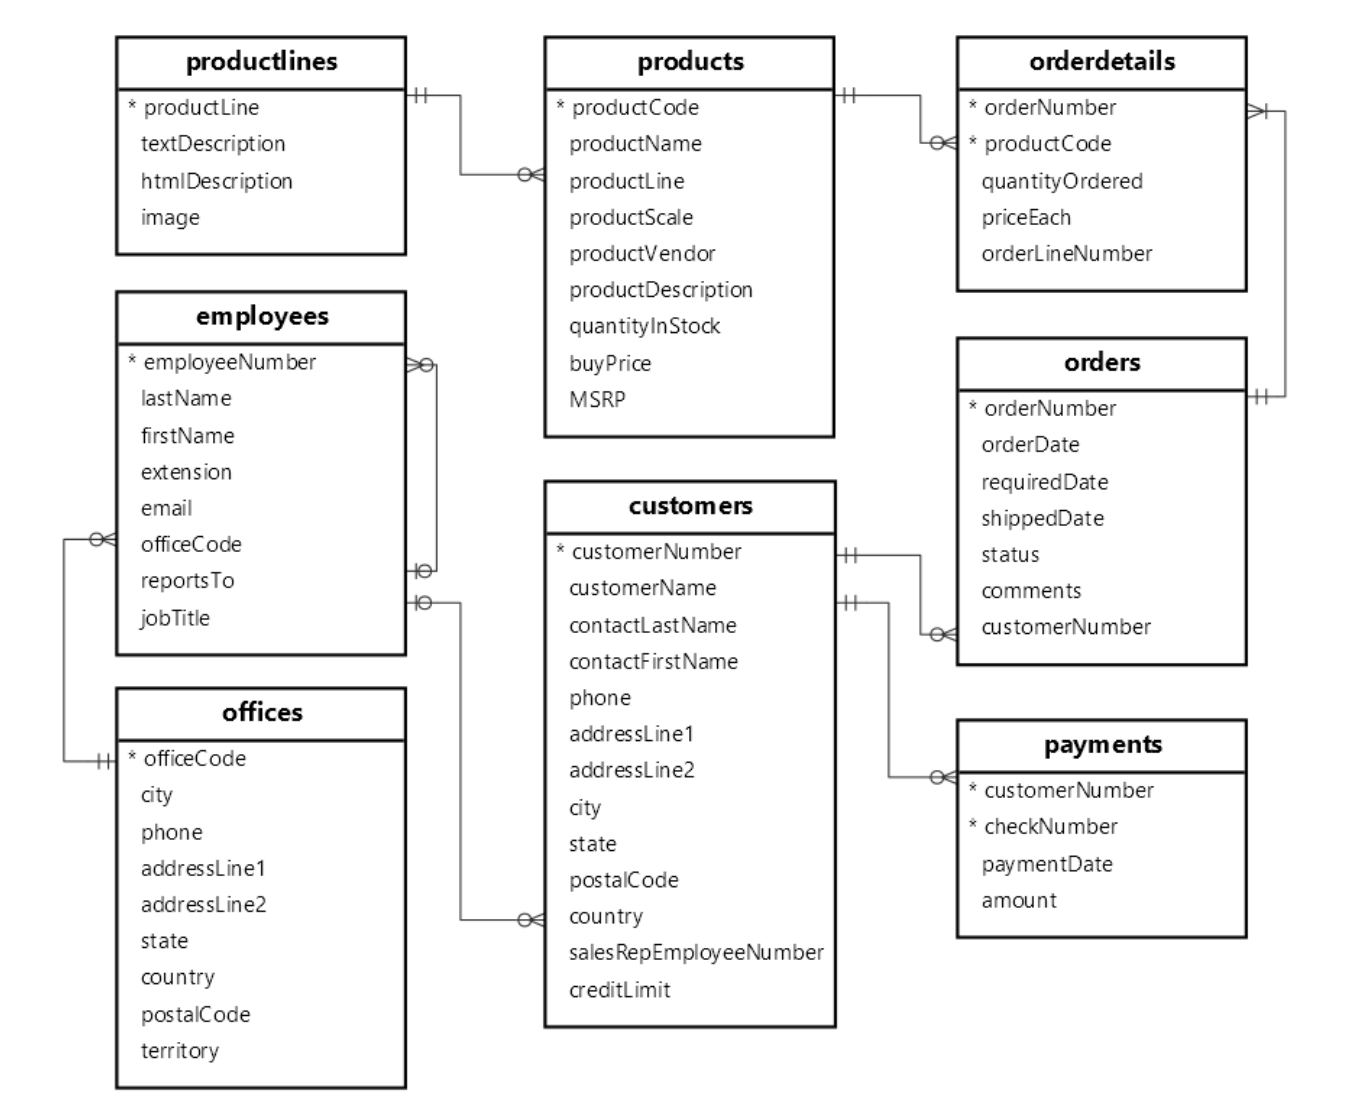 productlines
* productLine
textDescription
htmlDescription
image
products
* productCode
productName
productLine
productScale
productVendor
productDescription
quantityInStock
buyPrice
MSRP
orderdetails
* orderNumber
* productCode
quantityOrdered
priceEach
orderLineNumber
employees
* employeeNumber
lastName
firstName
extension
email
officeCode
reportsTo
jobTitle
orders
* orderNumber
orderDate
requiredDate
shippedDate
status
comments
customerNumber
customers
* customerNumber
customerName
contactLastName
contactFirstName
phone
addressLine1
addressLine2
city
state
postalCode
country
salesRepEmployeeNumber
creditLimit
offices
* officeCode
city
phone
addressLine1
addressLine2
state
country
postalCode
territory
payments
* customerNumber
* checkNumber
paymentDate
amount